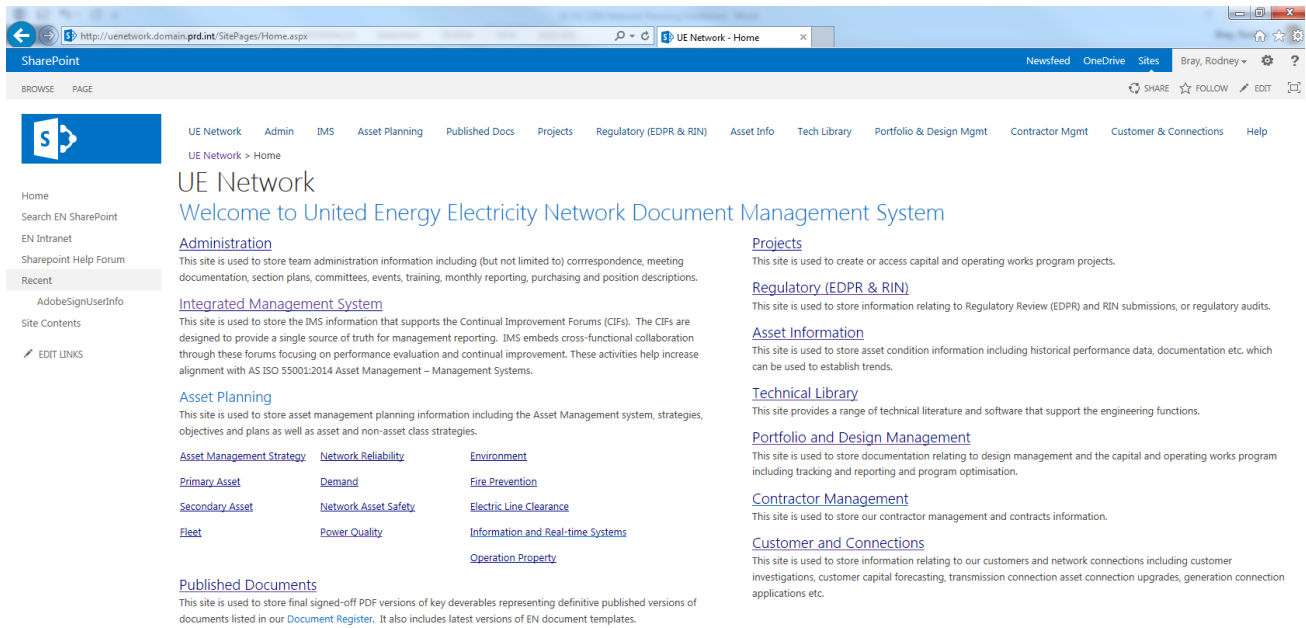 http://uenetwork.domain.prd.int/SitePages/Home.aspx
UE Network - Home
SharePoint
Newsfeed OneDrive Sites Bray, Rodney
BROWSE PAGE
SHARE FOLLOW EDIT
UE Network Admin IMS Asset Planning Published Docs Projects Regulatory (EDPR & RIN) Asset Info Tech Library Portfolio & Design Mgmt Contractor Mgmt Customer & Connections Help
UE Network > Home
Home
Search EN SharePoint
EN Intranet
Sharepoint Help Forum
Recent
AdobeSignUserInfo
Site Contents
EDIT LINKS
UE Network
Welcome to United Energy Electricity Network Document Management System
Administration
This site is used to store team administration information including (but not limited to) corrrespondence, meeting
documentation, section plans, committees, events, training, monthly reporting, purchasing and position descriptions.
Integrated Management System
This site is used to store the IMS information that supports the Continual Improvement Forums (CIFs). The CIFs are
designed to provide a single source of truth for management reporting. IMS embeds cross-functional collaboration
through these forums focusing on performance evaluation and continual improvement. These activities help increase
alignment with AS ISO 55001:2014 Asset Management – Management Systems.
Asset Planning
This site is used to store asset management planning information including the Asset Management system, strategies,
objectives and plans as well as asset and non-asset class strategies.
Asset Management Strategy Network Reliability Environment
Primary Asset Demand Fire Prevention
Secondary Asset Network Asset Safety Electric Line Clearance
Fleet Power Quality Information and Real-time Systems
Operation Property
Published Documents
This site is used to store final signed-off PDF versions of key deverables representing definitive published versions of
documents listed in our Document Register. It also includes latest versions of EN document templates.
Projects
This site is used to create or access capital and operating works program projects.
Regulatory (EDPR & RIN)
This site is used to store information relating to Regulatory Review (EDPR) and RIN submissions, or regulatory audits.
Asset Information
This site is used to store asset condition information including historical performance data, documentation etc. which
can be used to establish trends.
Technical Library
This site provides a range of technical literature and software that support the engineering functions.
Portfolio and Design Management
This site is used to store documentation relating to design management and the capital and operating works program
including tracking and reporting and program optimisation.
Contractor Management
This site is used to store our contractor management and contracts information.
Customer and Connections
This site is used to store information relating to our customers and network connections including customer
investigations, customer capital forecasting, transmission connection asset connection upgrades, generation connection
applications etc.